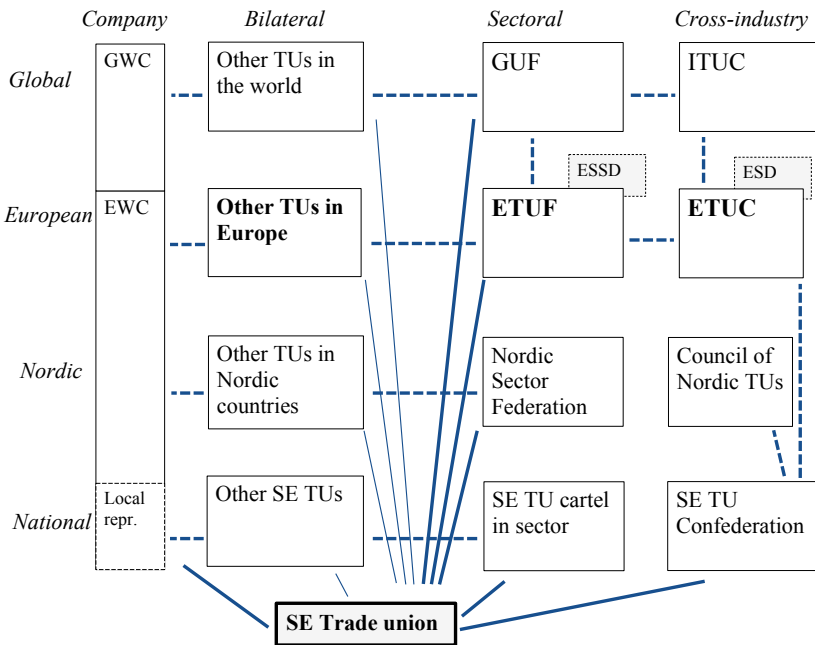 Company
Bilateral
Sectoral
Cross-industry
Global
GWC
Other TUs in
the world
GUF
ITUC
ESSD
ESD
European
EWC
Other TUs in
Europe
ETUF
ETUC
Nordic
Other TUs in
Nordic
countries
Nordic
Sector
Federation
Council of
Nordic TUs
National
Local
repr.
Other SE TUs
SE TU cartel
in sector
SE TU
Confederation
SE Trade union